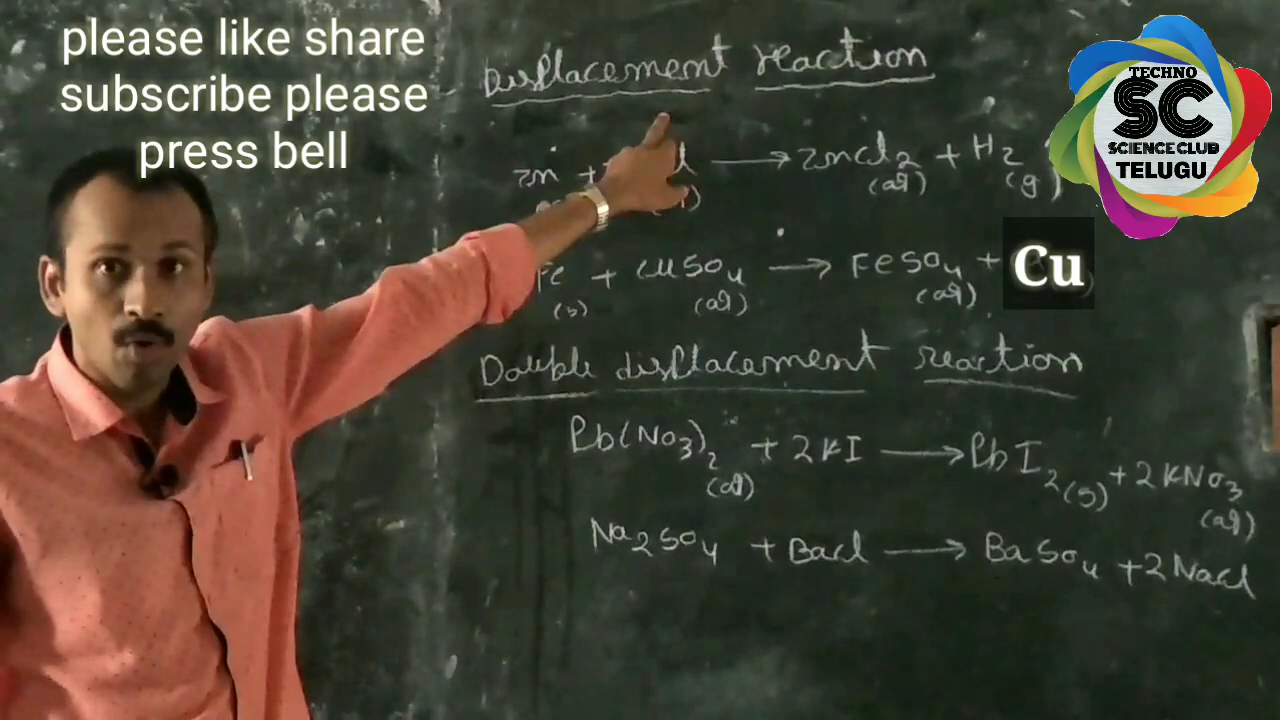 please like share
subscribe please
press bell
TECHNO
SC
SCIENCE CLUB
TELUGU
Displacement reaction
Zn + → ZnCl2 + H2
(aq) (g)
Fe + CuSO4 → FeSO4 + Cu
(s) (aq) (aq)
Double displacement reaction
Pb(NO3)2 + 2KI → PbI2(s) + 2KNO3
(aq) (aq)
Na2SO4 + BaCl → BaSO4 + 2NaCl